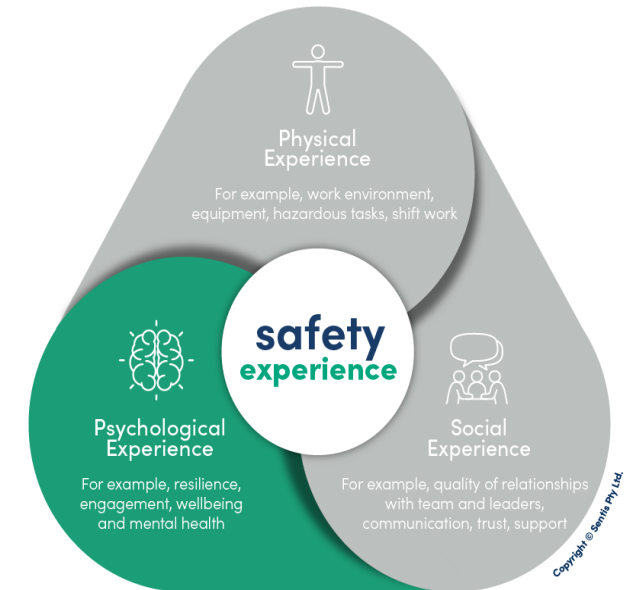 Physical
Experience
For example, work environment,
equipment, hazardous tasks, shift work
safety
experience
Psychological
Experience
For example, resilience,
engagement, wellbeing
and mental health
Social
Experience
For example, quality of relationships
with team and leaders,
communication, trust, support
Copyright © Sentis Pty Ltd.